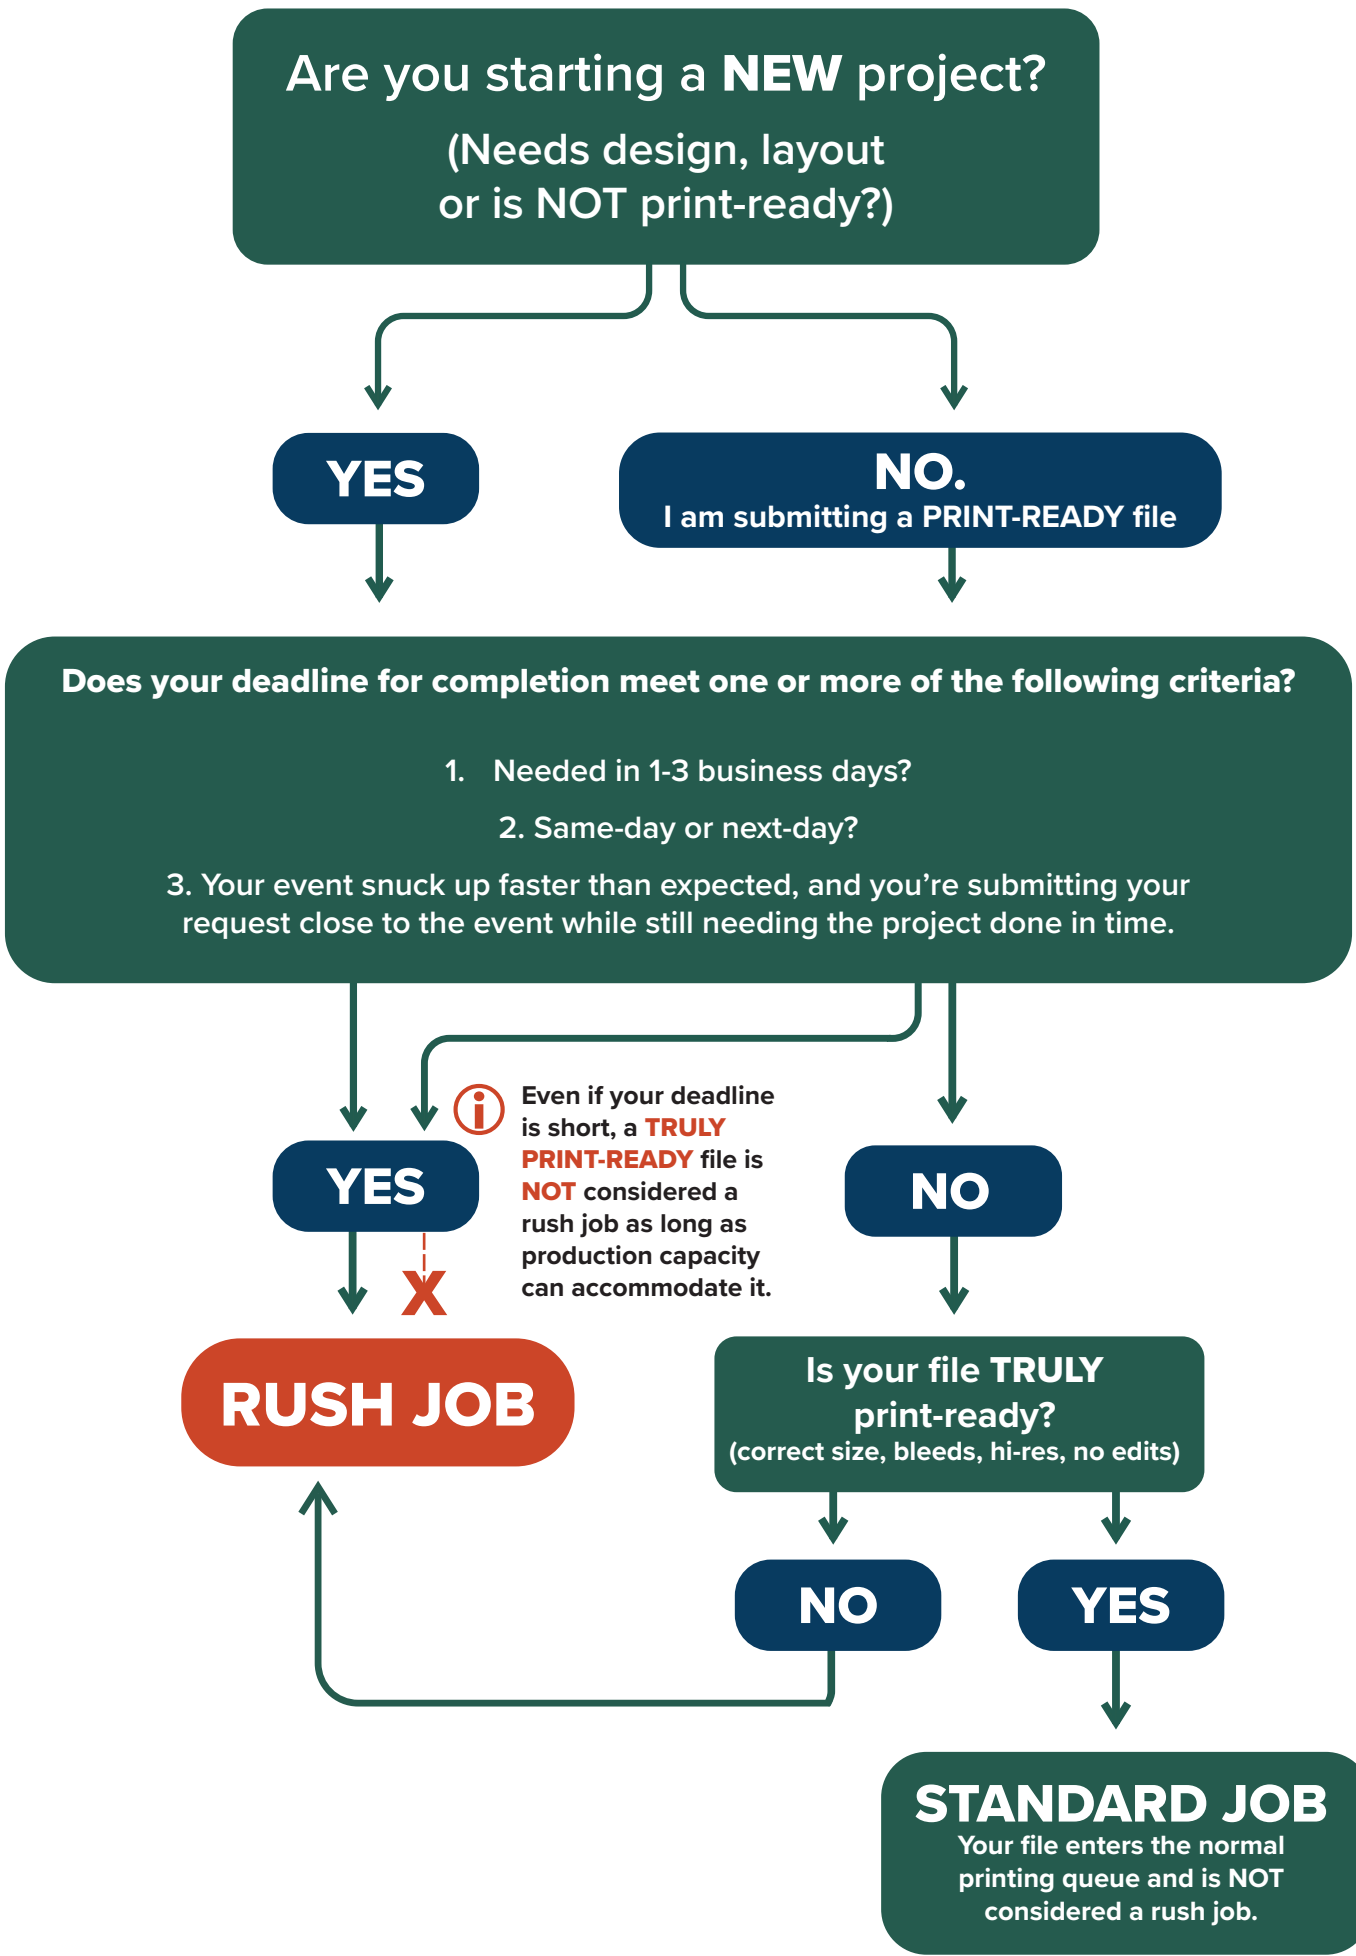 Are you starting a NEW project?
(Needs design, layout
or is NOT print-ready?)
YES
NO.
I am submitting a PRINT-READY file
Does your deadline for completion meet one or more of the following criteria?
1. Needed in 1-3 business days?
2. Same-day or next-day?
3. Your event snuck up faster than expected, and you’re submitting your
request close to the event while still needing the project done in time.
i
Even if your deadline
is short, a TRULY
PRINT-READY file is
NOT considered a
rush job as long as
production capacity
can accommodate it.
YES
NO
X
RUSH JOB
Is your file TRULY
print-ready?
(correct size, bleeds, hi-res, no edits)
NO
YES
STANDARD JOB
Your file enters the normal
printing queue and is NOT
considered a rush job.